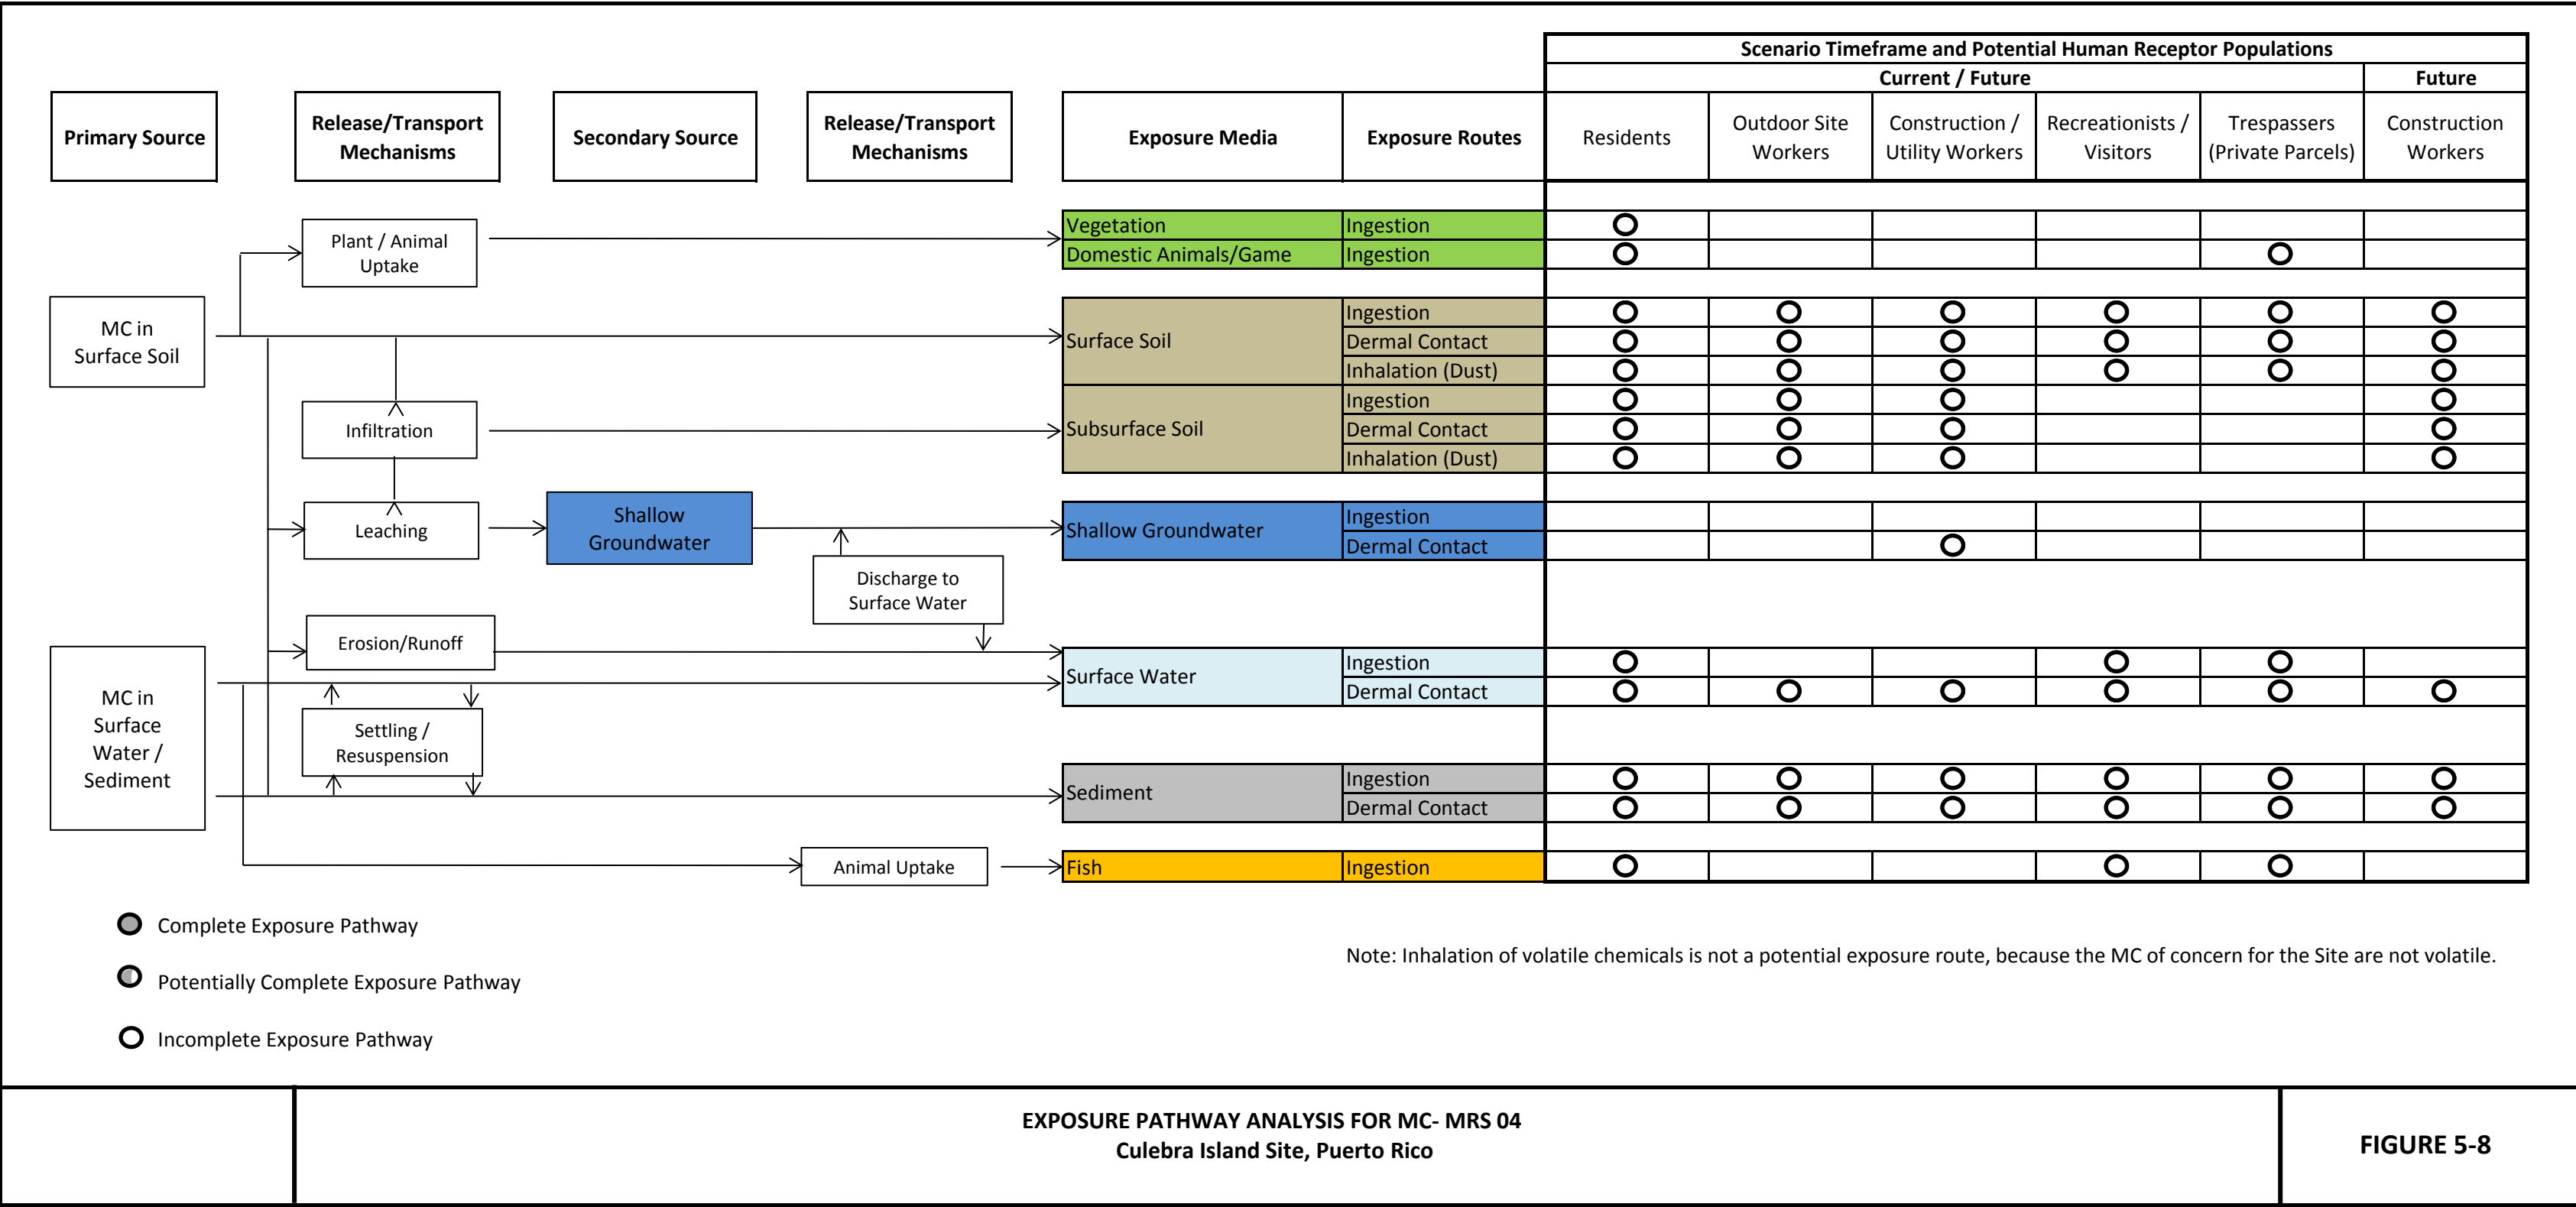 Scenario Timeframe and Potential Human Receptor Populations
Current / Future
Future
Primary Source
Release/Transport
Mechanisms
Secondary Source
Release/Transport
Mechanisms
Exposure Media
Exposure Routes
Residents
Outdoor Site
Workers
Construction /
Utility Workers
Recreationists /
Visitors
Trespassers
(Private Parcels)
Construction
Workers
Plant / Animal
Uptake
Vegetation
Ingestion
Domestic Animals/Game
Ingestion
MC in
Surface Soil
Surface Soil
Ingestion
Dermal Contact
Inhalation (Dust)
Infiltration
Subsurface Soil
Ingestion
Dermal Contact
Inhalation (Dust)
Leaching
Shallow
Groundwater
Shallow Groundwater
Ingestion
Dermal Contact
Discharge to
Surface Water
Erosion/Runoff
MC in
Surface
Water /
Sediment
Surface Water
Ingestion
Dermal Contact
Settling /
Resuspension
Sediment
Ingestion
Dermal Contact
Animal Uptake
Fish
Ingestion
Complete Exposure Pathway
Potentially Complete Exposure Pathway
Incomplete Exposure Pathway
Note: Inhalation of volatile chemicals is not a potential exposure route, because the MC of concern for the Site are not volatile.
EXPOSURE PATHWAY ANALYSIS FOR MC- MRS 04
Culebra Island Site, Puerto Rico
FIGURE 5-8